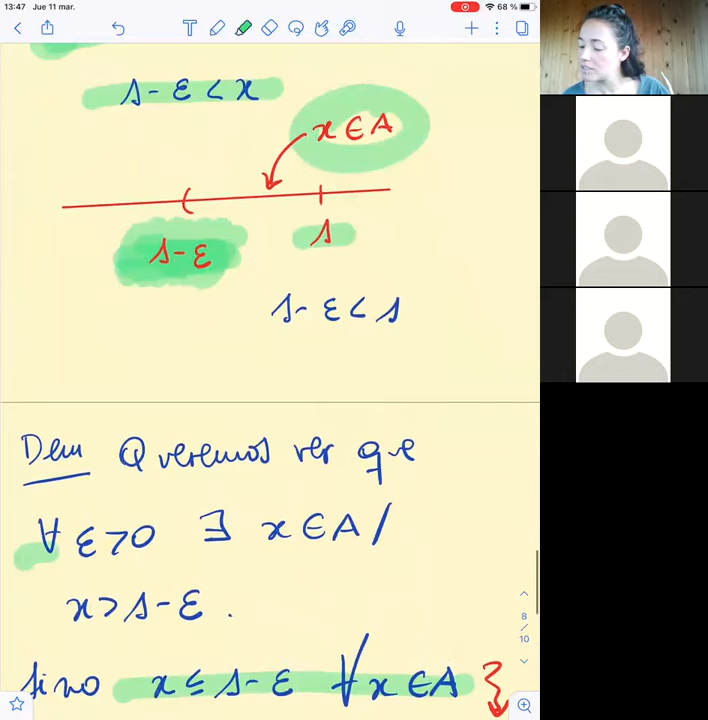 13:47 Jue 11 mar.
68 %
s - ε < x
x ∈ A
s - ε
s
s - ε < s
Dem Queremos ver que
∀ ε > 0 ∃ x ∈ A /
x > s - ε .
sino x ≤ s - ε ∀ x ∈ A }
8
/
10